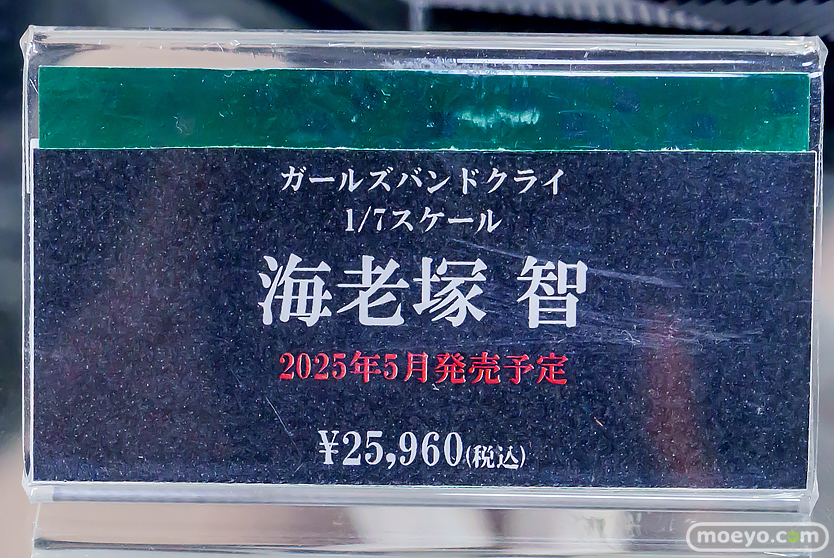 ガールズバンドクライ
1/7スケール
海老塚 智
2025年5月発売予定
¥25,960(税込)
moeyo.com